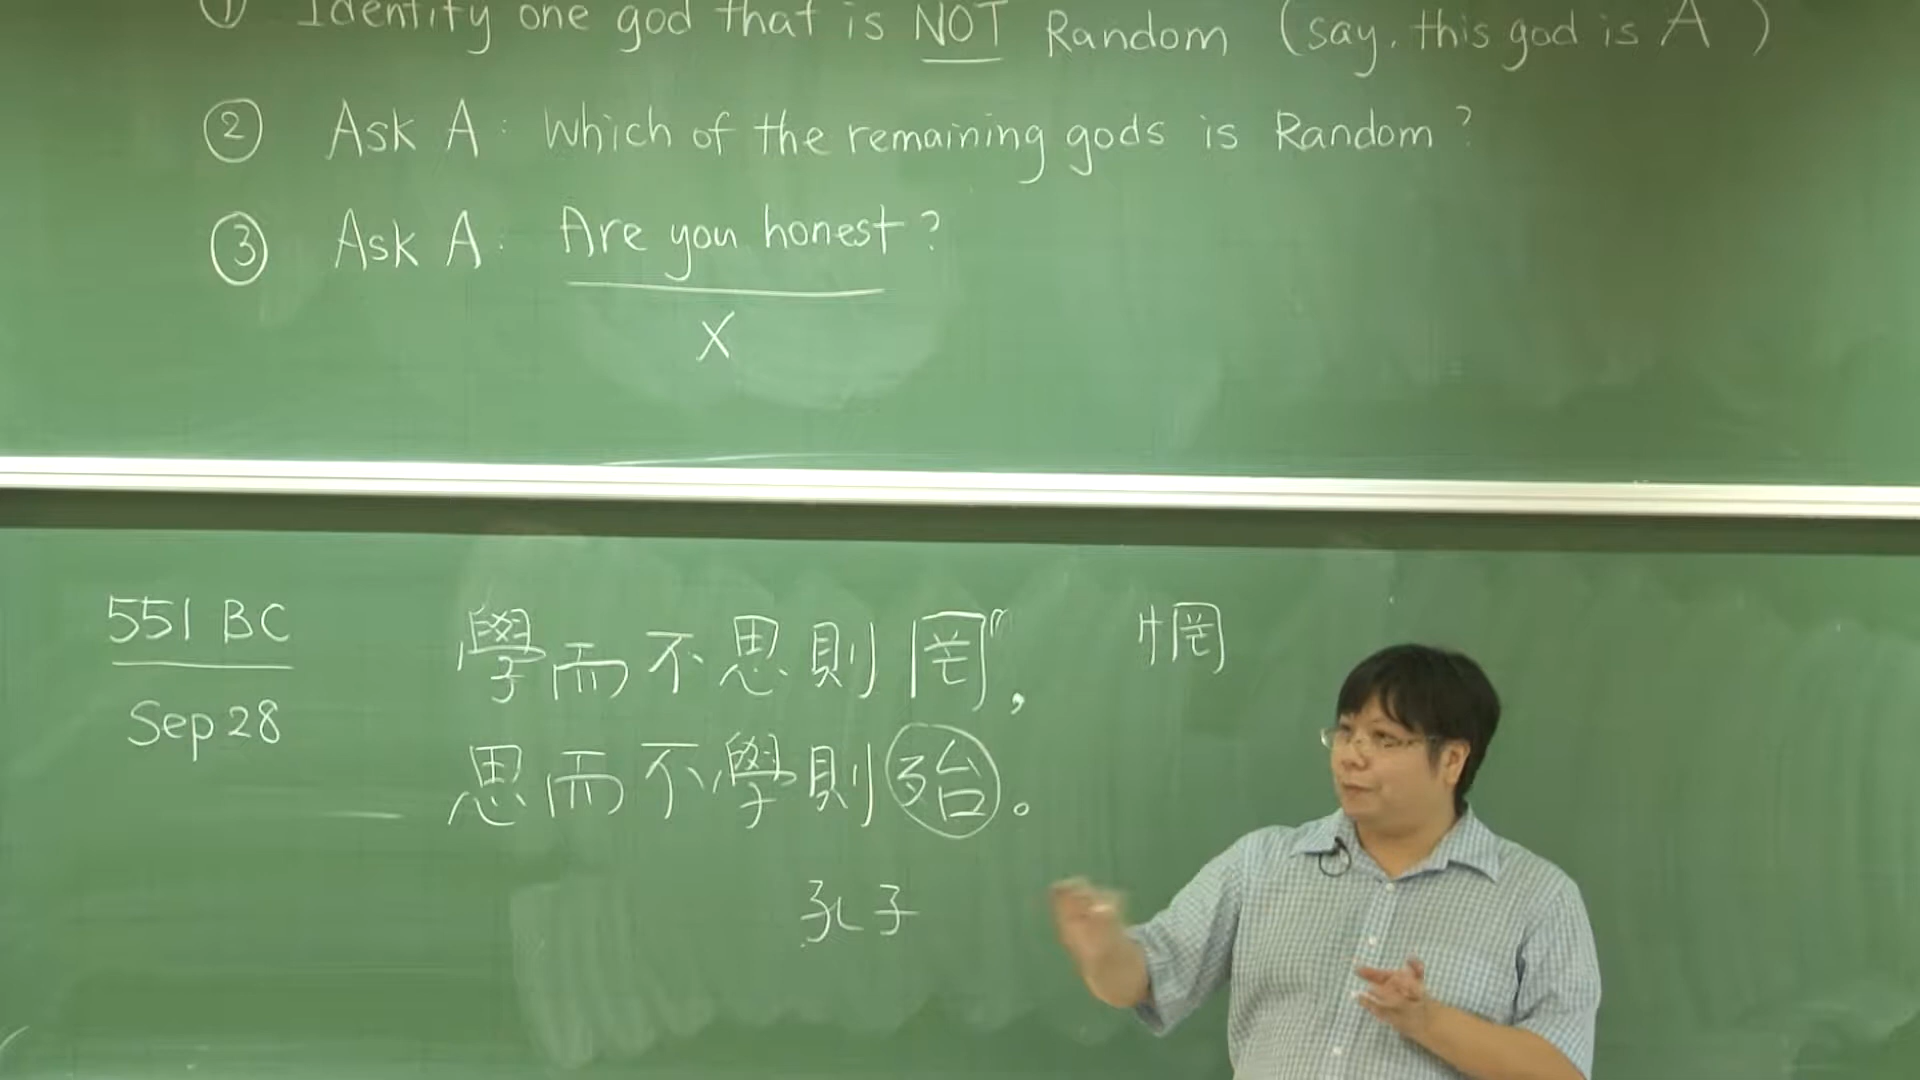 ① Identify one god that is NOT Random (say, this god is A)
② Ask A: Which of the remaining gods is Random?
③ Ask A: Are you honest?
X
551 BC
Sep 28
學而不思則罔,
惘
思而不學則殆。
孔子